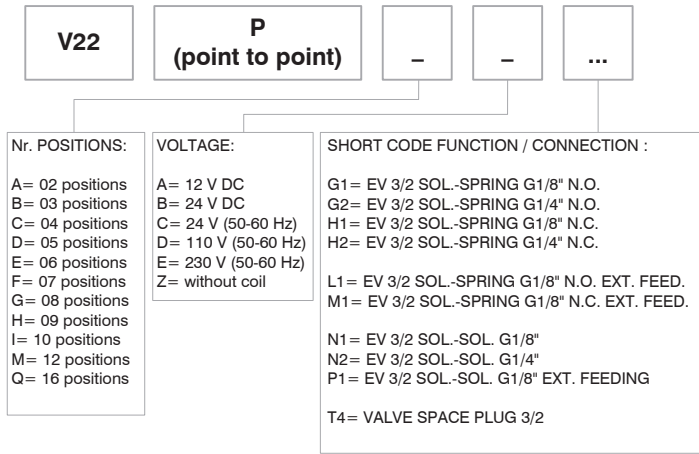 V22
P
(point to point)
_
_
...
Nr. POSITIONS:
A= 02 positions
B= 03 positions
C= 04 positions
D= 05 positions
E= 06 positions
F= 07 positions
G= 08 positions
H= 09 positions
I= 10 positions
M= 12 positions
Q= 16 positions
VOLTAGE:
A= 12 V DC
B= 24 V DC
C= 24 V (50-60 Hz)
D= 110 V (50-60 Hz)
E= 230 V (50-60 Hz)
Z= without coil
SHORT CODE FUNCTION / CONNECTION :
G1= EV 3/2 SOL.-SPRING G1/8" N.O.
G2= EV 3/2 SOL.-SPRING G1/4" N.O.
H1= EV 3/2 SOL.-SPRING G1/8" N.C.
H2= EV 3/2 SOL.-SPRING G1/4" N.C.
L1= EV 3/2 SOL.-SPRING G1/8" N.O. EXT. FEED.
M1= EV 3/2 SOL.-SPRING G1/8" N.C. EXT. FEED.
N1= EV 3/2 SOL.-SOL. G1/8"
N2= EV 3/2 SOL.-SOL. G1/4"
P1= EV 3/2 SOL.-SOL. G1/8" EXT. FEEDING
T4= VALVE SPACE PLUG 3/2